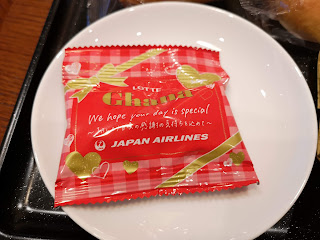 LOTTE
Ghana
We hope your day is special
JAPAN AIRLINES